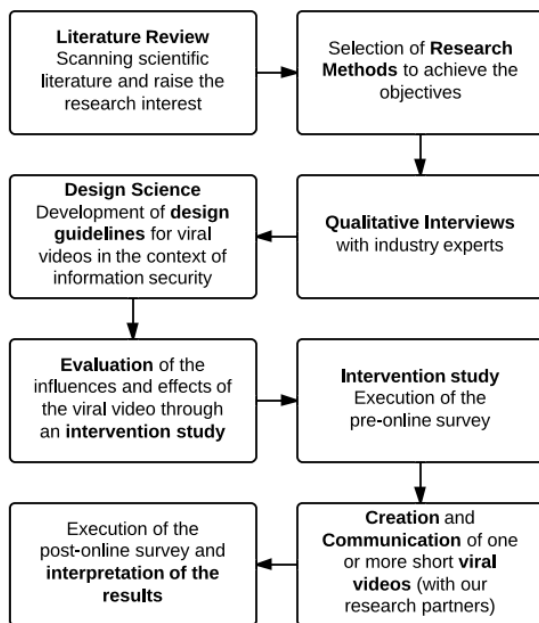 Literature Review
Scanning scientific
literature and raise the
research interest
Selection of Research
Methods to achieve the
objectives
Qualitative Interviews
with industry experts
Design Science
Development of design
guidelines for viral
videos in the context of
information security
Evaluation of the
influences and effects of
the viral video through
an intervention study
Intervention study
Execution of the
pre-online survey
Creation and
Communication of one
or more short viral
videos (with our
research partners)
Execution of the
post-online survey and
interpretation of the
results